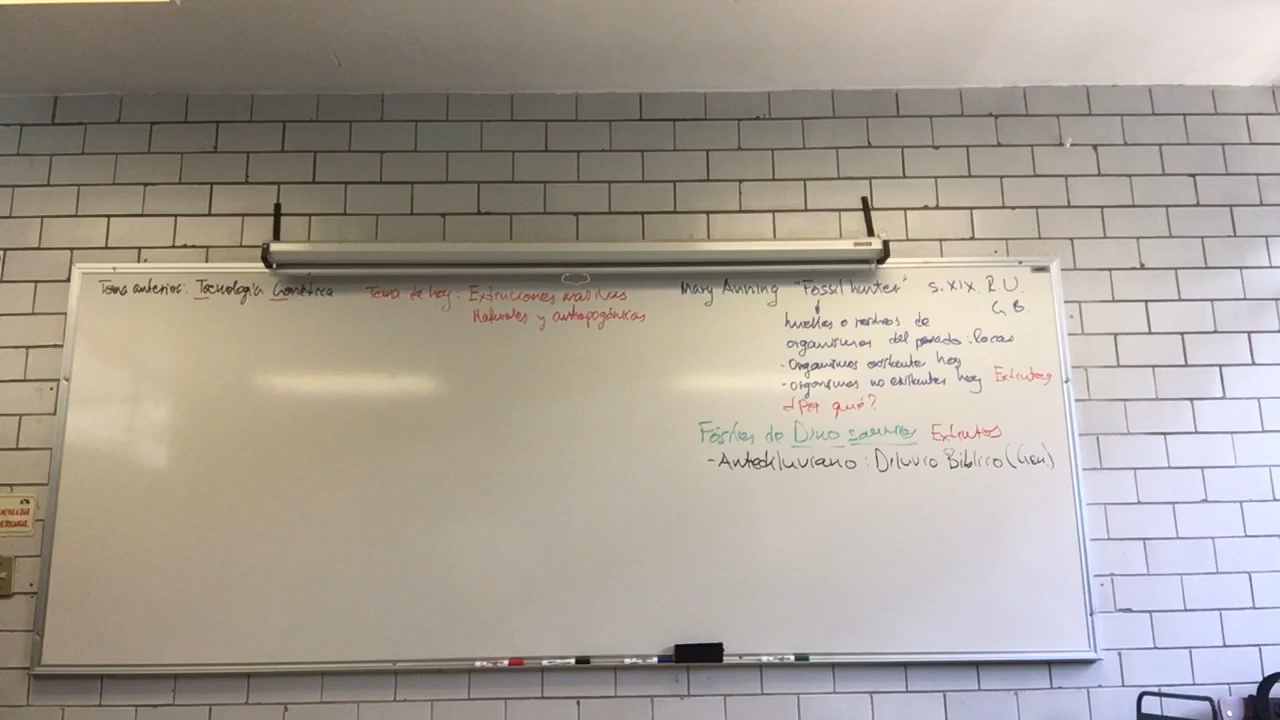 Tema anterior: Tecnología Genética
Tema de hoy: Extinciones masivas
Naturales y antropogénicas
Mary Anning "Fossil hunter" s. XIX R.U.
G.B.
huellas o rastros de
organismos del pasado: rocas
- Organismos existentes hoy
- organismos no existentes hoy Extintos
¿Por qué?
Fósiles de Dinosaurios Extintos
- Antediluviano: Diluvio Bíblico (Gen.)